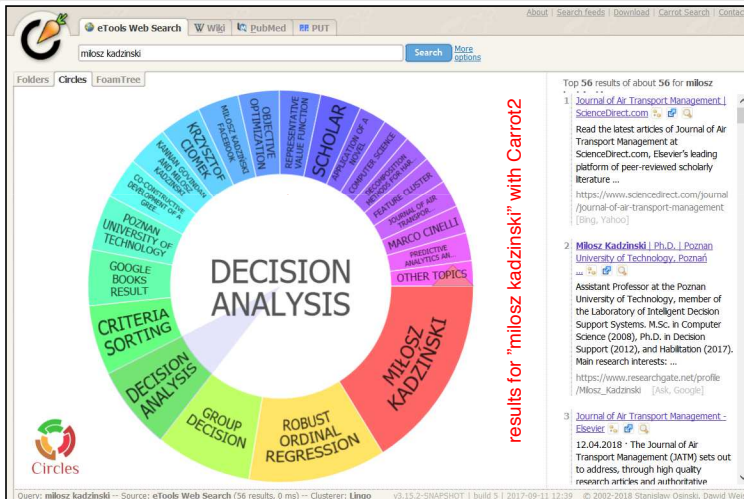 About | Search feeds | Download | Carrot Search | Contac
eTools Web Search
Wiki
PubMed
PUT
milosz kadzinski
Search
More
options
Folders
Circles
FoamTree
DECISION
ANALYSIS
MIŁOSZ
KADZIŃSKI
ROBUST
ORDINAL
REGRESSION
GROUP
DECISION
DECISION
ANALYSIS
CRITERIA
SORTING
GOOGLE
BOOKS
RESULT
POZNAN
UNIVERSITY OF
TECHNOLOGY
CO-CONSTRUCTIVE
DEVELOPMENT OF A
GREE
KANNAN GOVINDAN
AND MILOSZ
KADZINSKI
KRZYSZTOF
CIOMEK
MILOSZ KADZINSKI
FACEBOOK
OBJECTIVE
OPTIMIZATION
REPRESENTATIVE
VALUE FUNCTION
SCHOLAR
APPLICATION OF A
NOVEL
COMPUTER SCIENCE
DECOMPOSITION
METHODS FOR MAR
FEATURE CLUSTER
JOURNAL OF AIR
TRANSPOR.
MARCO CINELLI
PREDICTIVE
ANALYTICS AN...
OTHER TOPICS
Circles
results for "milosz kadzinski" with Carrot2
Top 56 results of about 56 for milosz
1 Journal of Air Transport Management |
ScienceDirect.com
Read the latest articles of Journal of Air
Transport Management at
ScienceDirect.com, Elsevier's leading
platform of peer-reviewed scholarly
literature ...
https://www.sciencedirect.com/journal
/journal-of-air-transport-management
[Bing, Yahoo]
2 Milosz Kadzinski | Ph.D. | Poznan
University of Technology, Poznań
...
Assistant Professor at the Poznan
University of Technology, member of
the Laboratory of Intelligent Decision
Support Systems. M.Sc. in Computer
Science (2008), Ph.D. in Decision
Support (2012), and Habilitation (2017).
Main research interests: ...
https://www.researchgate.net/profile
/Milosz_Kadzinski [Ask, Google]
3 Journal of Air Transport Management -
Elsevier
12.04.2018 · The Journal of Air
Transport Management (JATM) sets out
to address, through high quality
research articles and authoritative
Query: milosz kadzinski -- Source: eTools Web Search (56 results, 0 ms) -- Clusterer: Lingo
v3.15.2-SNAPSHOT | build 5 | 2017-09-11 12:39 © 2002-2018 Stanislaw Osinski, Dawid Weis